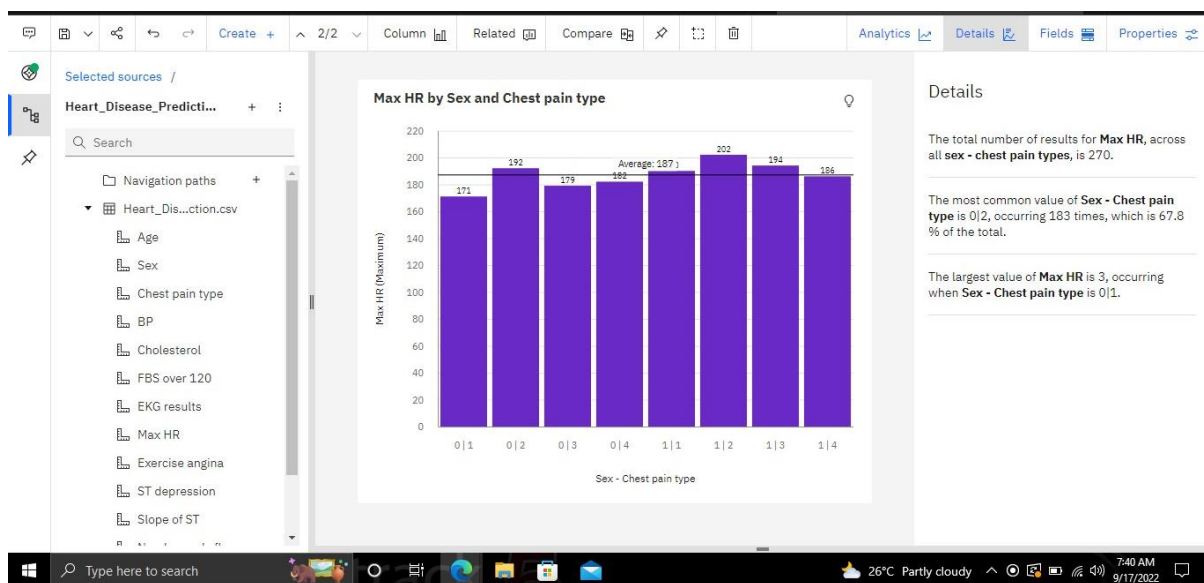 Create +
2/2
Column
Related
Compare
Analytics
Details
Fields
Properties
Selected sources /
Heart_Disease_Predicti... +
Search
Navigation paths +
Heart_Dis...ction.csv
Age
Sex
Chest pain type
BP
Cholesterol
FBS over 120
EKG results
Max HR
Exercise angina
ST depression
Slope of ST
Max HR by Sex and Chest pain type
Max HR (Maximum)
220
200
180
160
140
120
100
80
60
40
20
0
171
192
179
182
Average: 187
202
194
186
0|1
0|2
0|3
0|4
1|1
1|2
1|3
1|4
Sex - Chest pain type
Details
The total number of results for Max HR, across
all sex - chest pain types, is 270.
The most common value of Sex - Chest pain
type is 0|2, occurring 183 times, which is 67.8
% of the total.
The largest value of Max HR is 3, occurring
when Sex - Chest pain type is 0|1.
Type here to search
26°C Partly cloudy
7:40 AM
9/17/2022